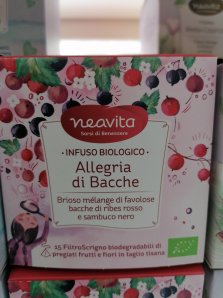 neavita
Sorsi di Benessere
• INFUSO BIOLOGICO •
Allegria
di Bacche
Brioso mélange di favolose
bacche di ribes rosso
e sambuco nero
15 FiltroScrigno biodegradabili di
pregiati frutti e fiori in taglio tisana